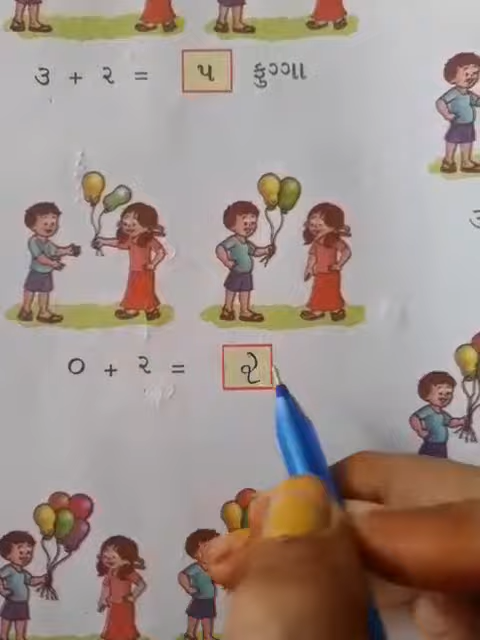 ૩ + ૨ = ૫ ફુગ્ગા
૦ + ૨ = ૨